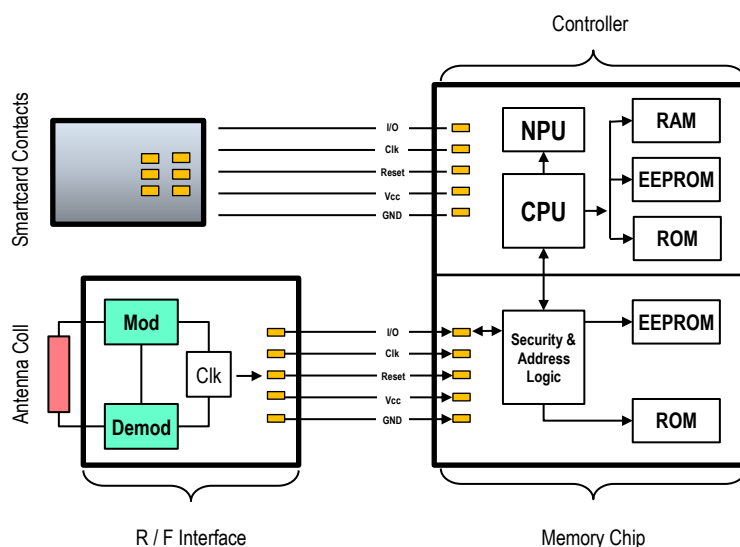 Controller
Smartcard Contacts
I/O
Clk
Reset
Vcc
GND
NPU
CPU
RAM
EEPROM
ROM
Antenna Coll
Mod
Demod
Clk
I/O
Clk
Reset
Vcc
GND
Security &
Address
Logic
EEPROM
ROM
R / F Interface
Memory Chip